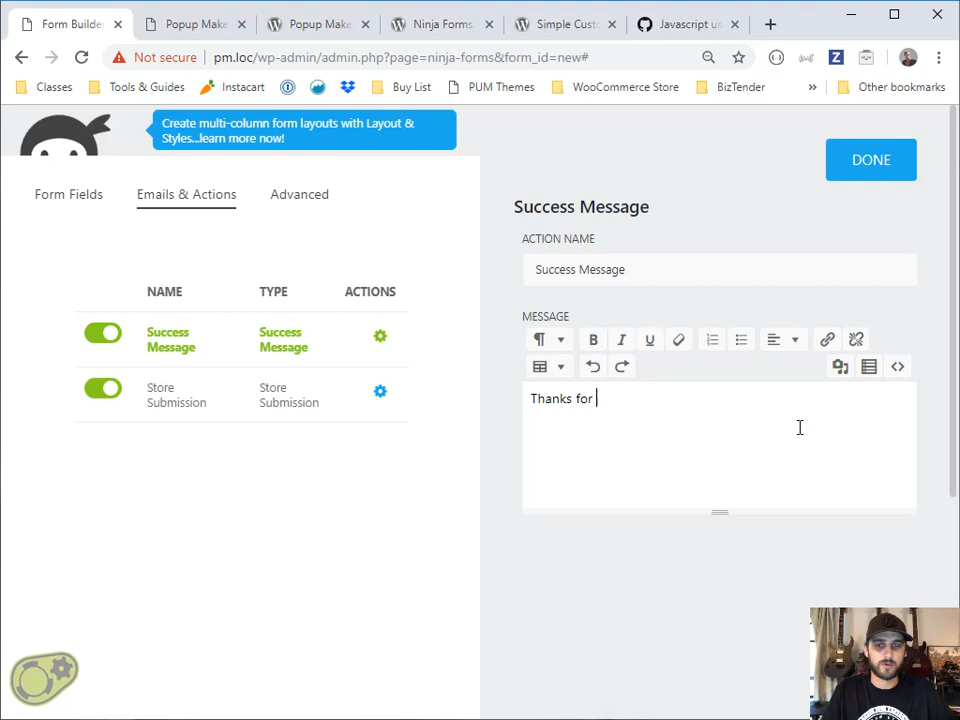 Form Builder
Popup Make
Popup Make
Ninja Forms
Simple Custo
Javascript us
Not secure
pm.loc/wp-admin/admin.php?page=ninja-forms&form_id=new#
Classes
Tools & Guides
Instacart
Buy List
PUM Themes
WooCommerce Store
BizTender
»
Other bookmarks
Create multi-column form layouts with Layout &
Styles...learn more now!
DONE
Form Fields
Emails & Actions
Advanced
Success Message
ACTION NAME
Success Message
NAME
TYPE
ACTIONS
MESSAGE
Success
Message
Success
Message
B I U
Store
Submission
Store
Submission
Thanks for